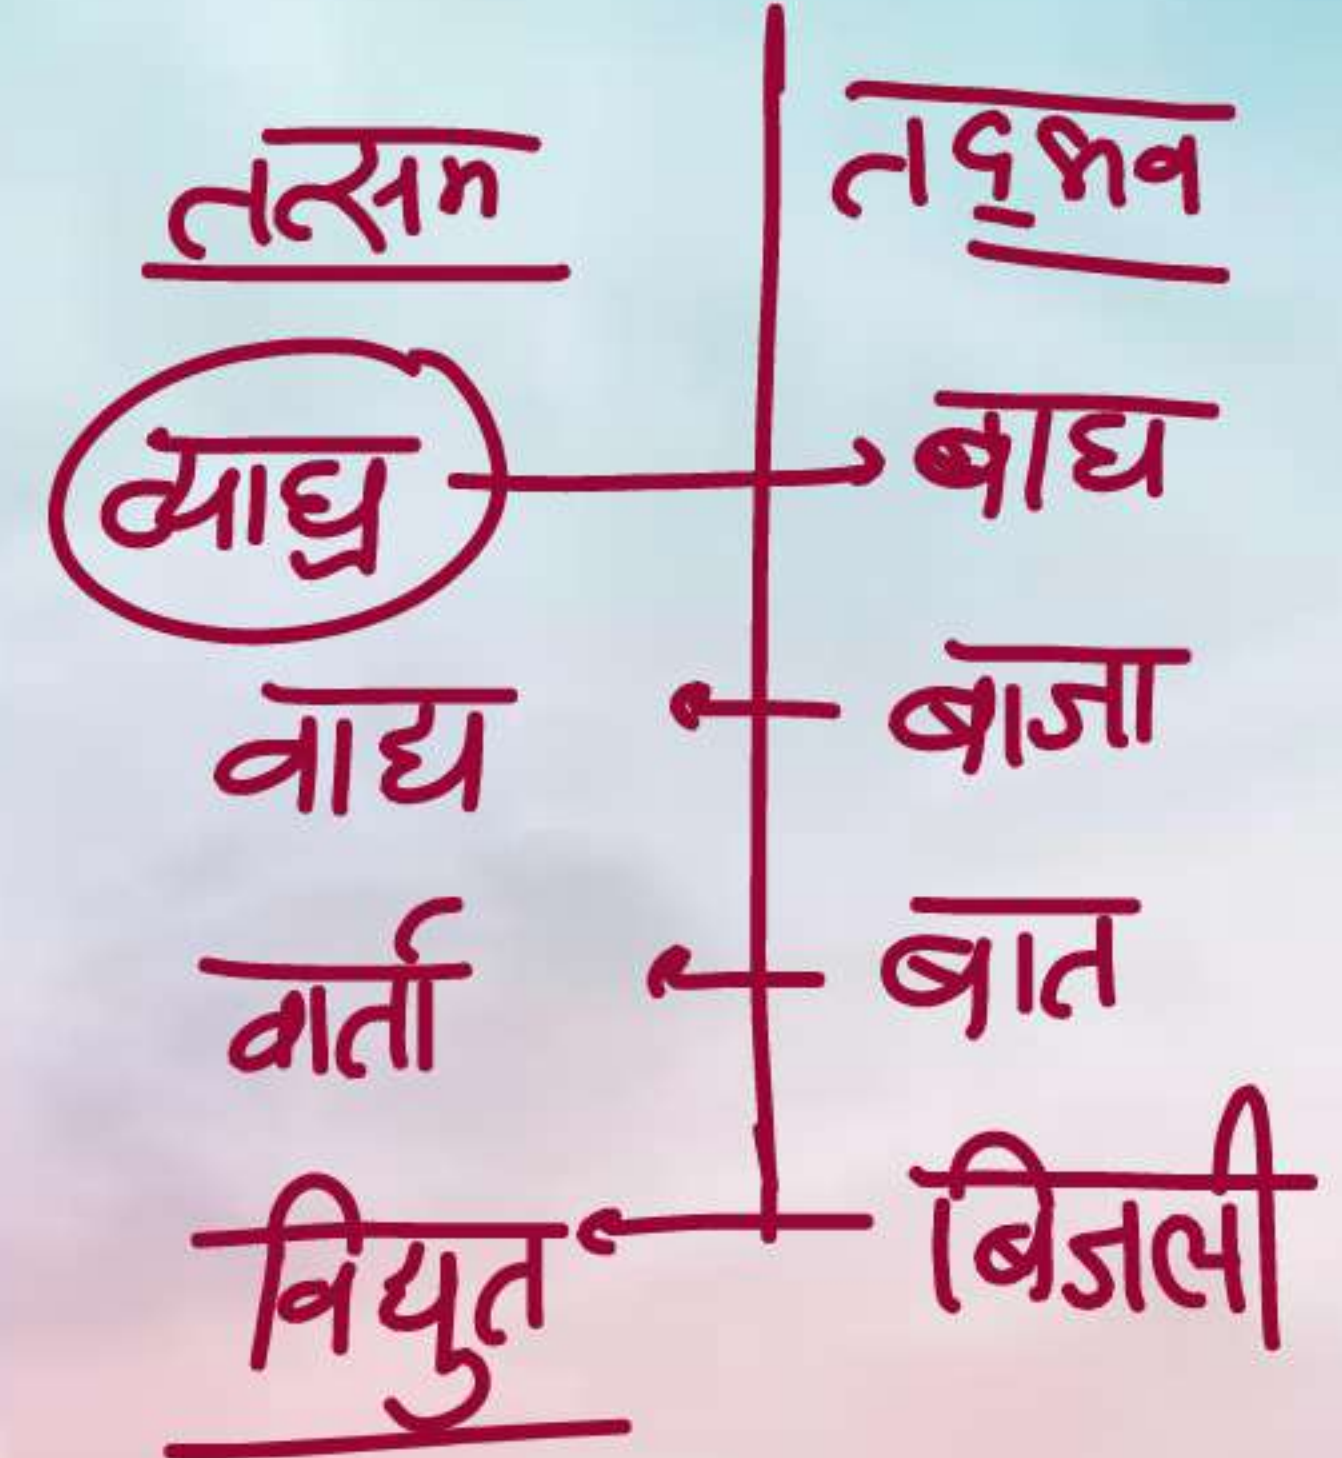 तत्सम तद्भव
व्याघ्र बाघ
वाद्य बाजा
वार्ता बात
विद्युत बिजली